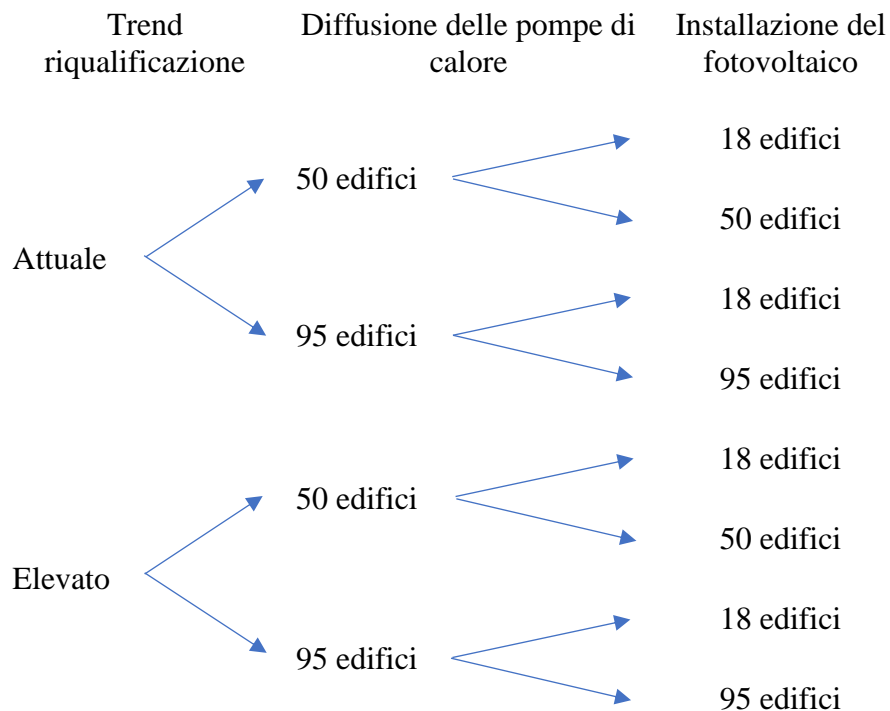 Trend
riqualificazione
Diffusione delle pompe di
calore
Installazione del
fotovoltaico
18 edifici
50 edifici
50 edifici
Attuale
18 edifici
95 edifici
95 edifici
18 edifici
50 edifici
50 edifici
Elevato
18 edifici
95 edifici
95 edifici